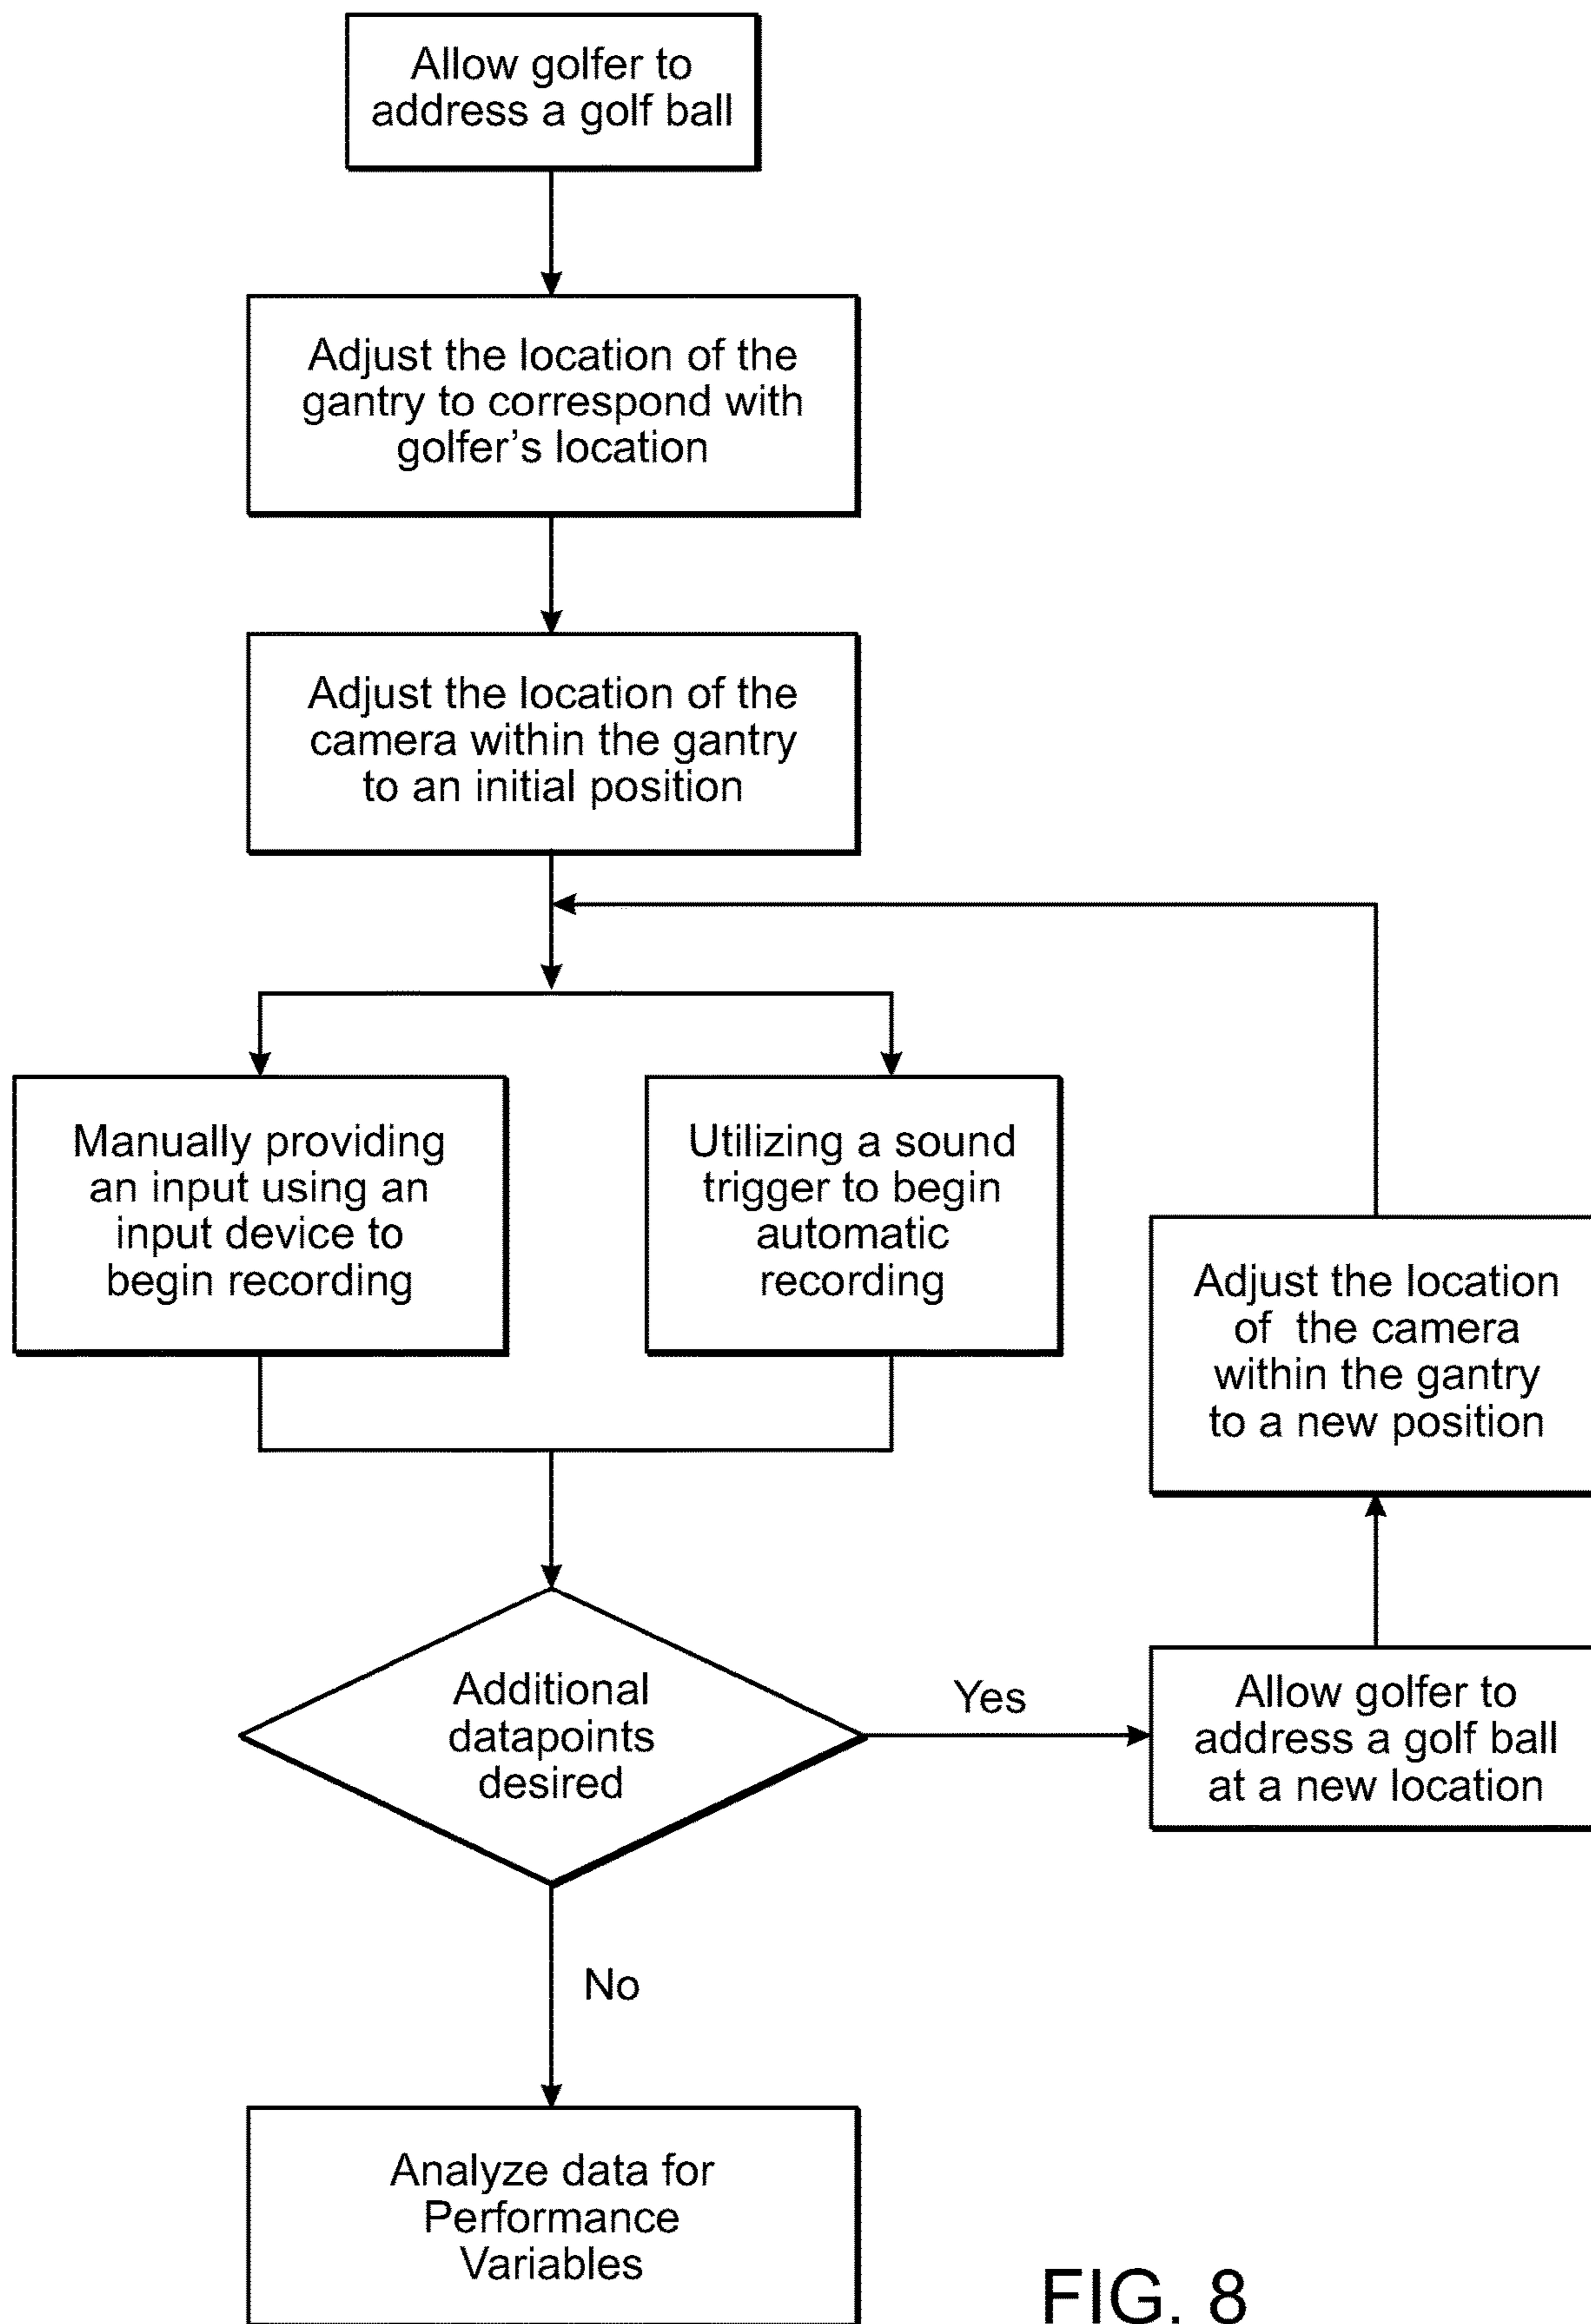 Allow golfer to
address a golf ball
Adjust the location of the
gantry to correspond with
golfer's location
Adjust the location of the
camera within the gantry
to an initial position
Manually providing
an input using an
input device to
begin recording
Utilizing a sound
trigger to begin
automatic
recording
Adjust the location
of the camera
within the gantry
to a new position
Additional
datapoints
desired
Yes
Allow golfer to
address a golf ball
at a new location
No
Analyze data for
Performance
Variables
FIG. 8